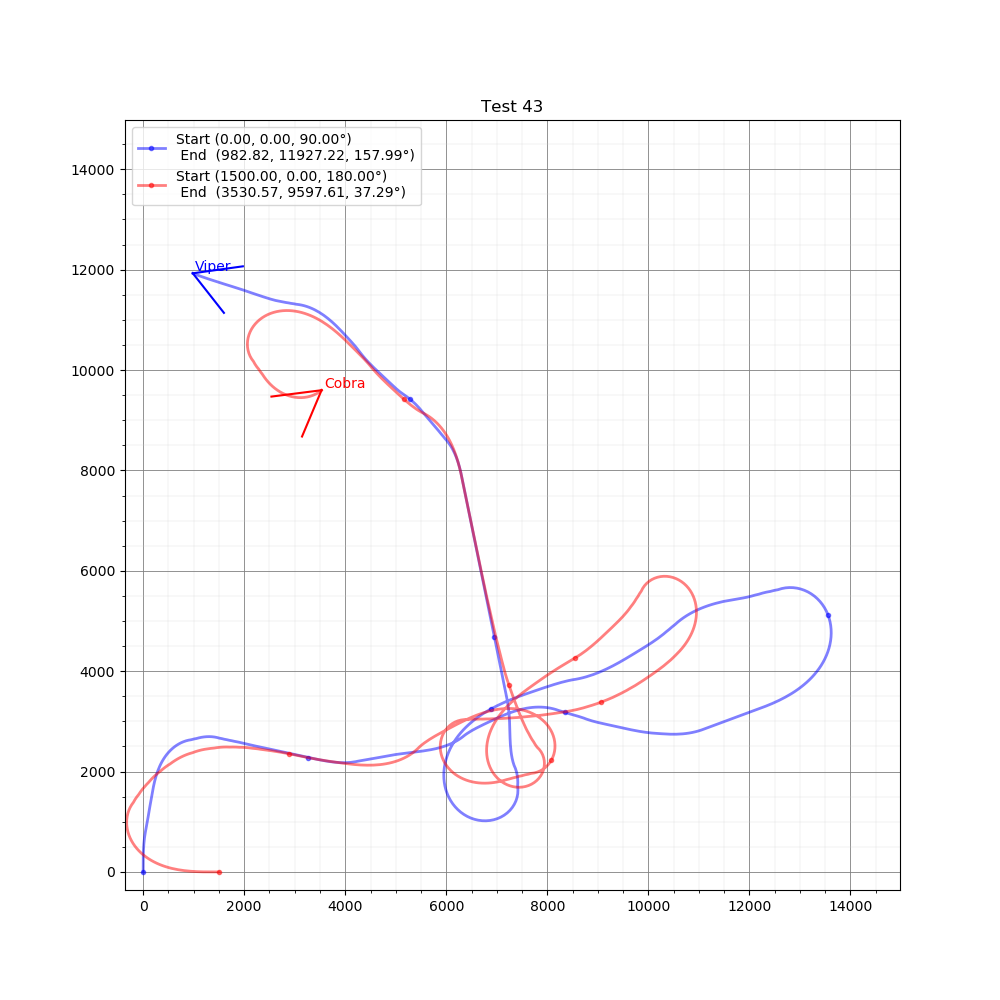 Test 43
Start (0.00, 0.00, 90.00°)
End (982.82, 11927.22, 157.99°)
Start (1500.00, 0.00, 180.00°)
End (3530.57, 9597.61, 37.29°)
14000
12000
10000
8000
6000
4000
2000
0
Viper
Cobra
0 2000 4000 6000 8000 10000 12000 14000